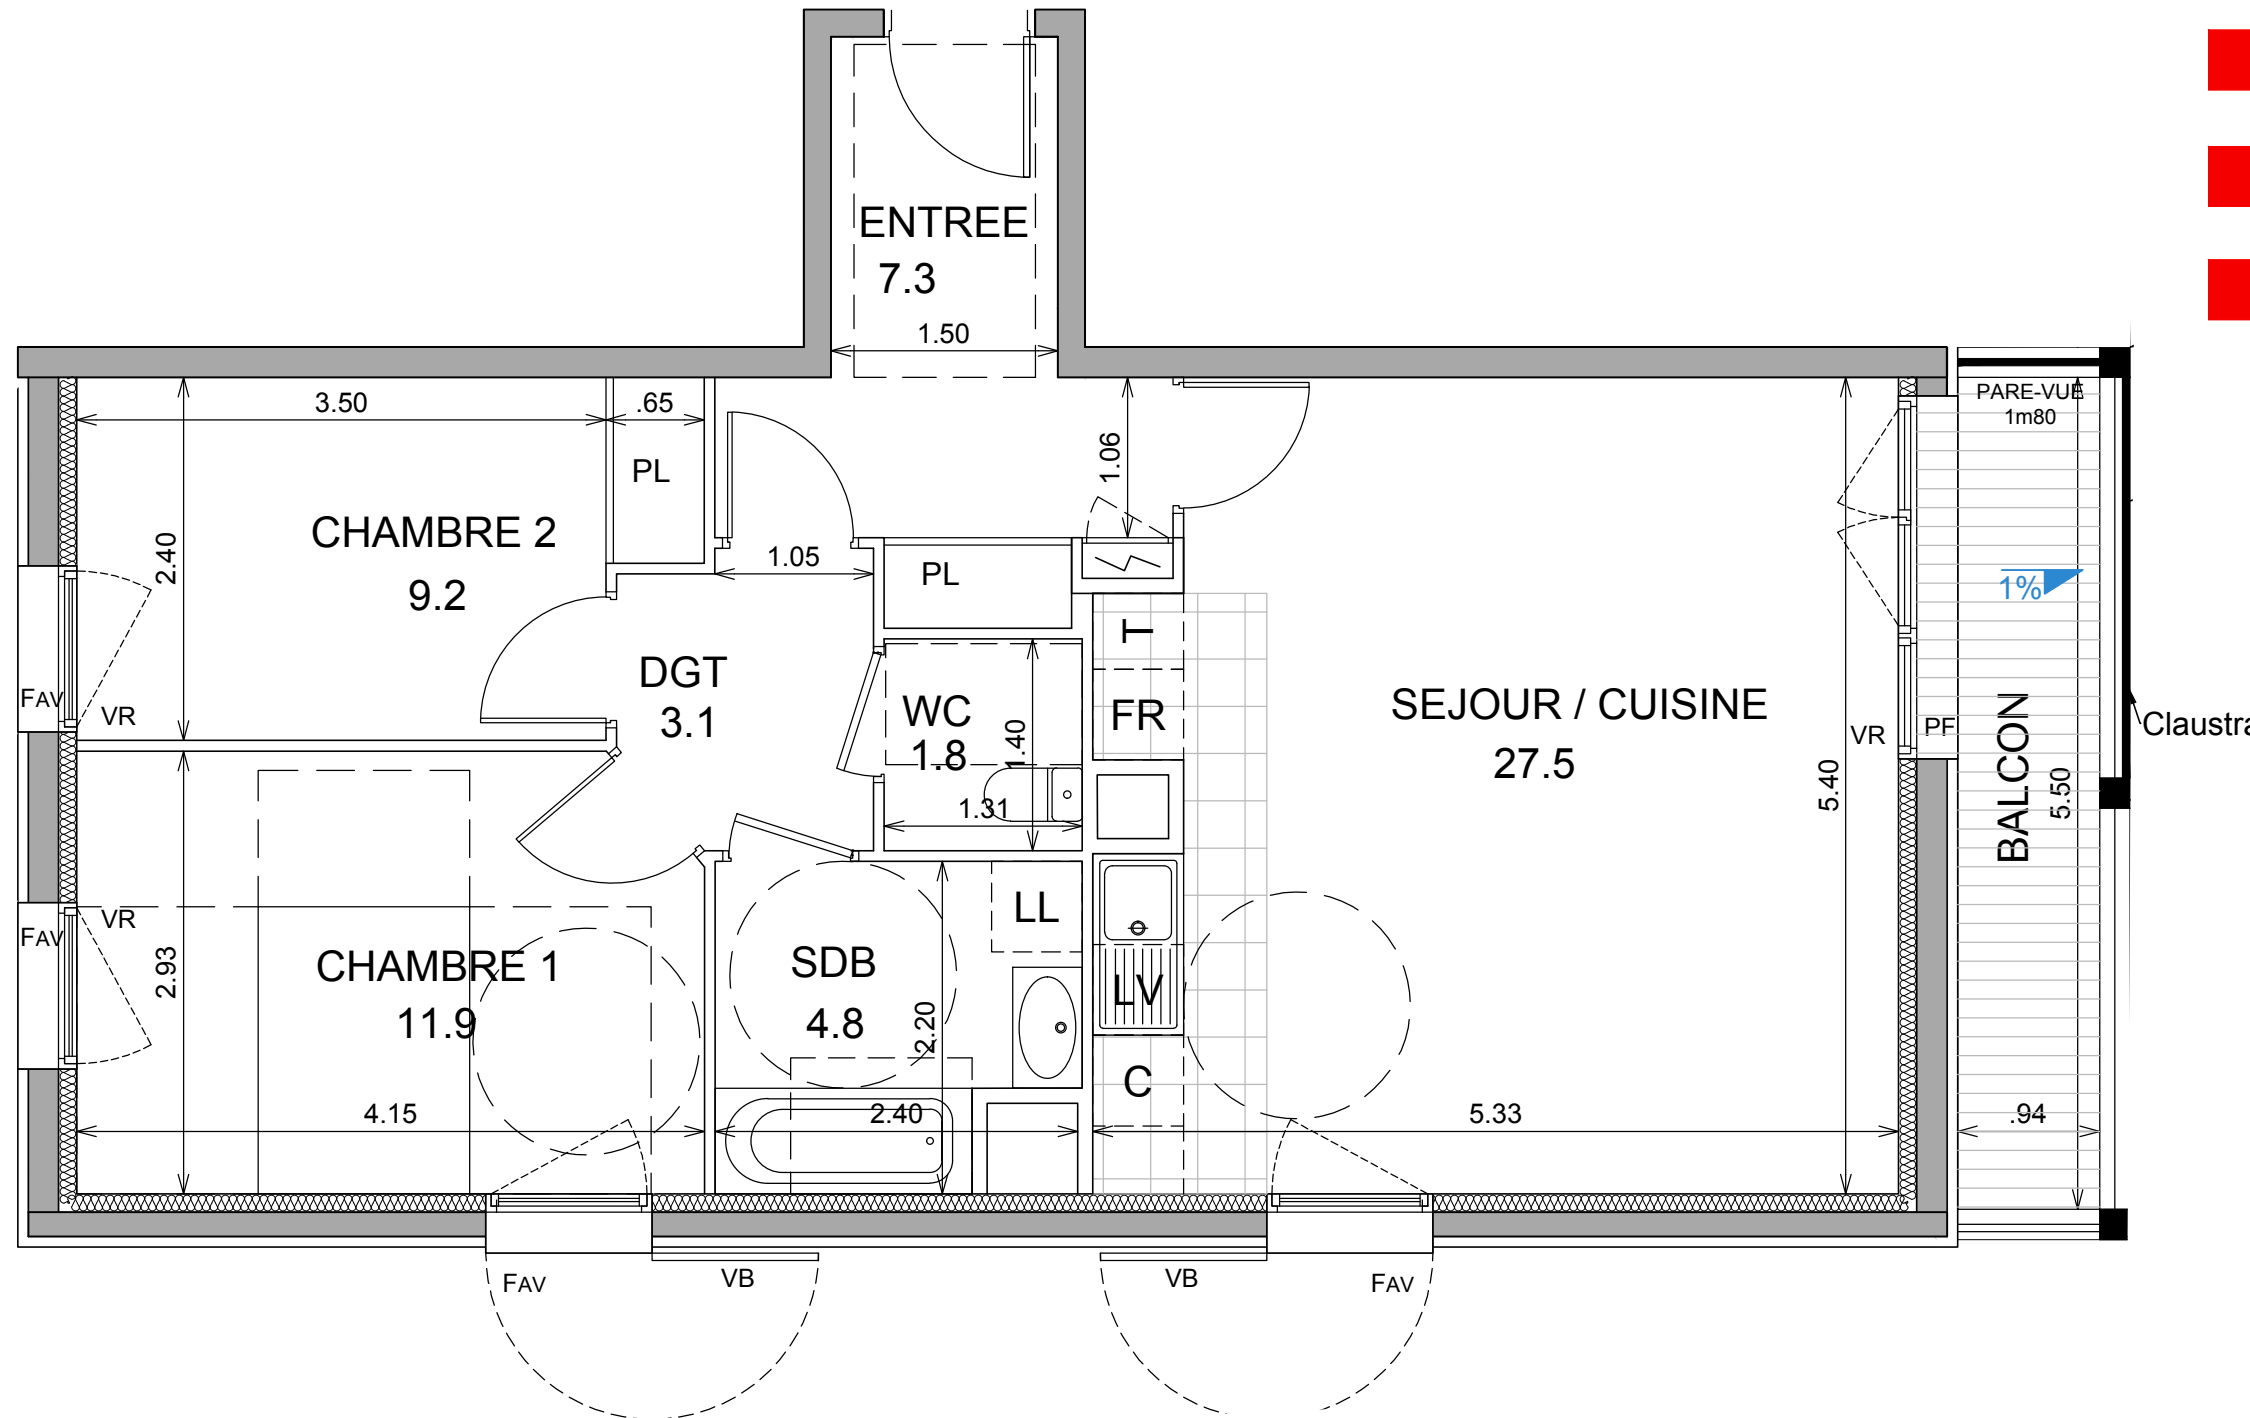 ENTREE
7.3
1.50
3.50
.65
PL
1.06
PARE-VUE
1m80
CHAMBRE 2
9.2
2.40
1.05
PL
1%
T
FAV
VR
DGT
3.1
WC
1.8
1.40
1.31
FR
SEJOUR / CUISINE
27.5
VR
PF
5.40
BALCON
5.50
Claustra
FAV
VR
2.93
CHAMBRE 1
11.9
SDB
4.8
2.20
LL
LV
C
4.15
2.40
5.33
.94
FAV
VB
VB
FAV